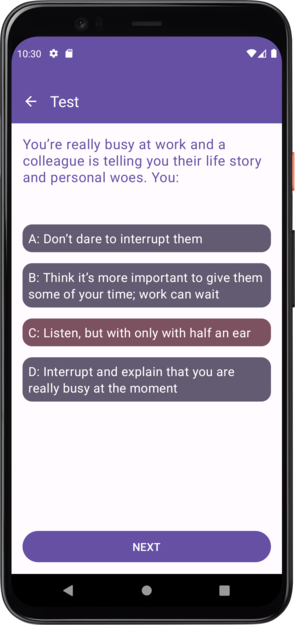 10:30
Test
You’re really busy at work and a
colleague is telling you their life story
and personal woes. You:
A: Don’t dare to interrupt them
B: Think it’s more important to give them
some of your time; work can wait
C: Listen, but with only with half an ear
D: Interrupt and explain that you are
really busy at the moment
NEXT